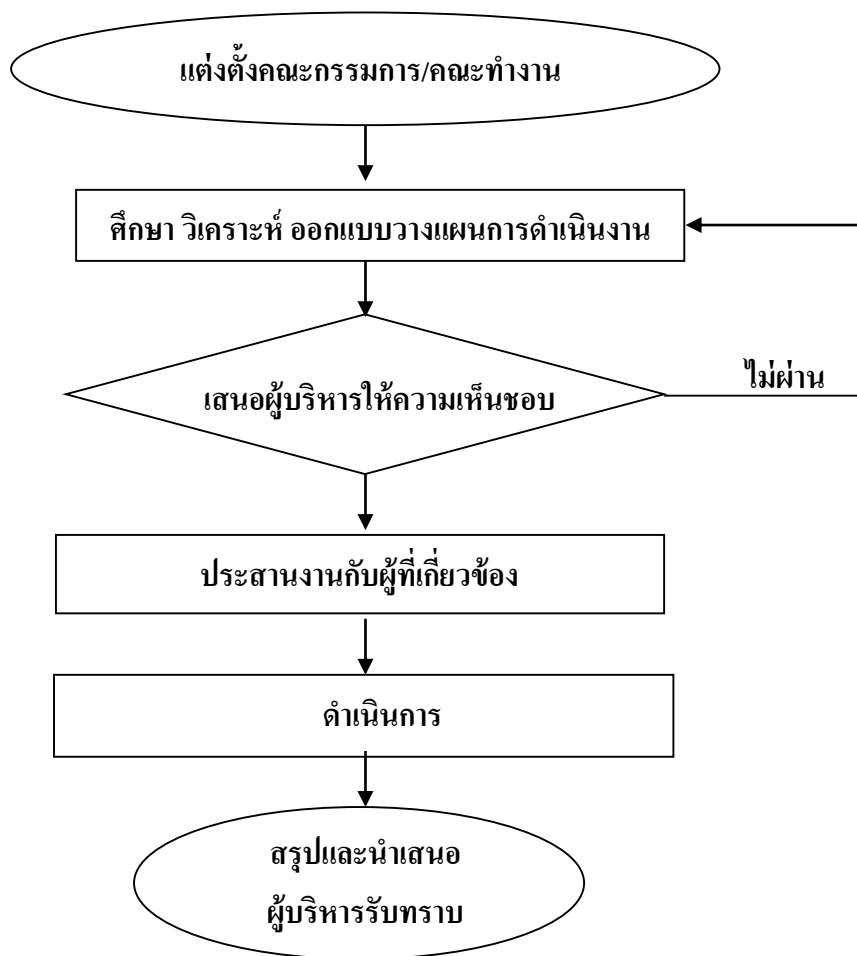 แต่งตั้งคณะกรรมการ/คณะทำงาน
ศึกษา วิเคราะห์ ออกแบบวางแผนการดำเนินงาน
ไม่ผ่าน
เสนอผู้บริหารให้ความเห็นชอบ
ประสานงานกับผู้ที่เกี่ยวข้อง
ดำเนินการ
สรุปและนำเสนอ
ผู้บริหารรับทราบ